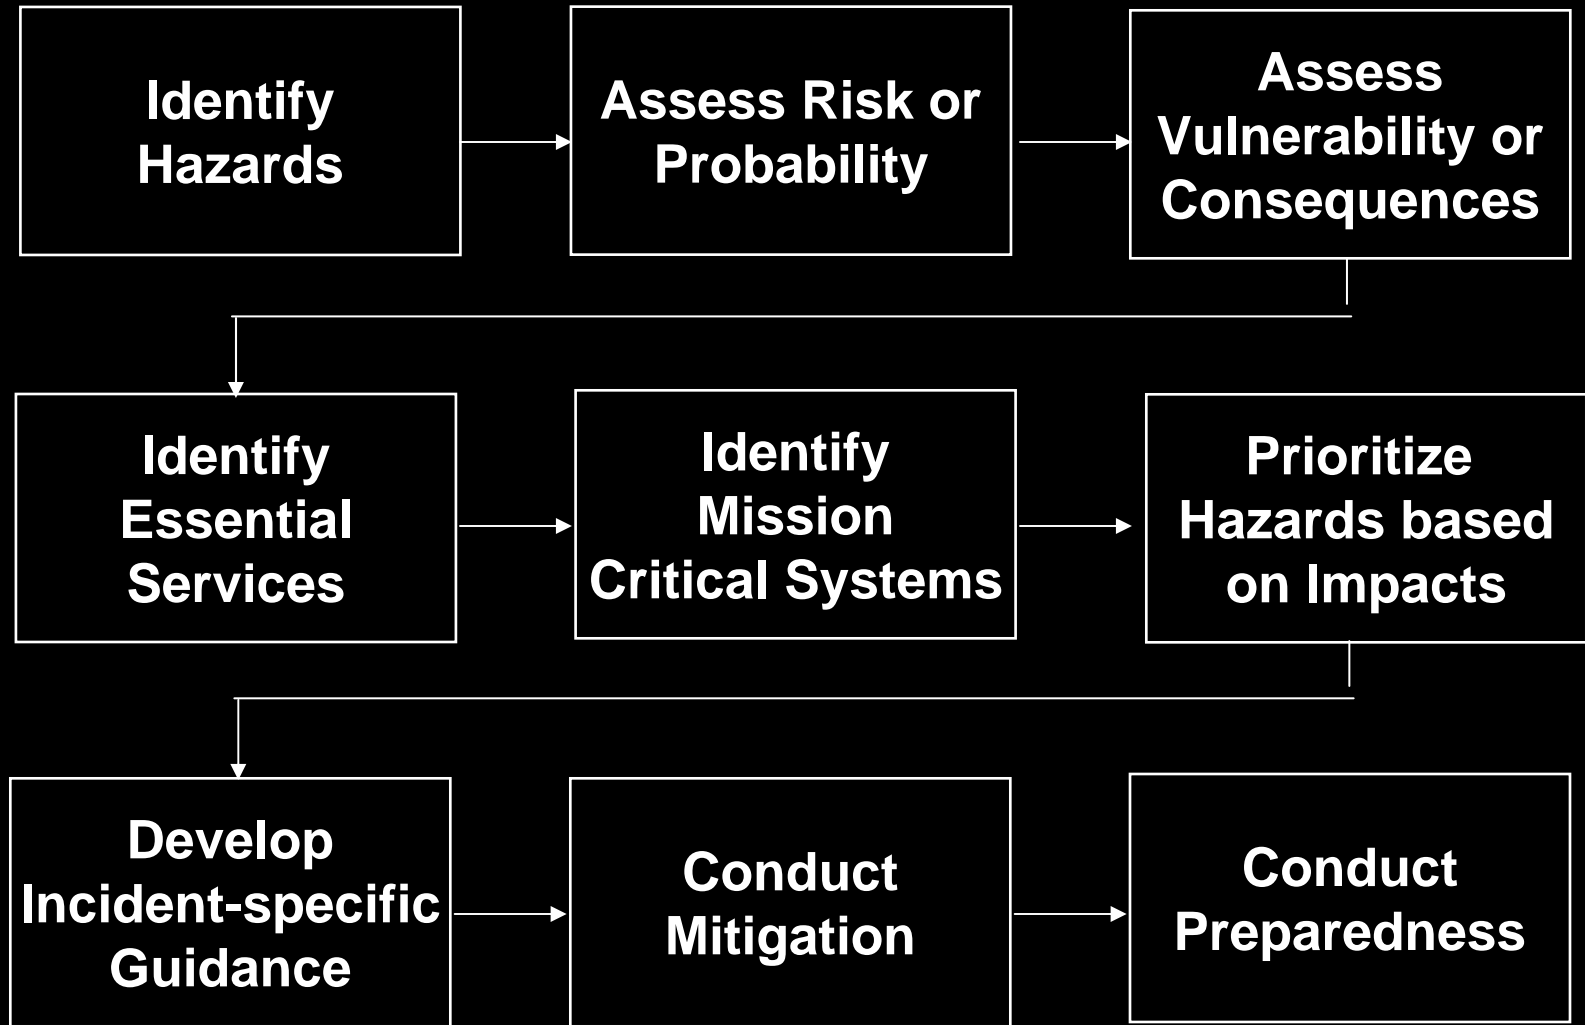 Identify
Hazards
Assess Risk or
Probability
Assess
Vulnerability or
Consequences
Identify
Essential
Services
Identify
Mission
Critical Systems
Prioritize
Hazards based
on Impacts
Develop
Incident-specific
Guidance
Conduct
Mitigation
Conduct
Preparedness